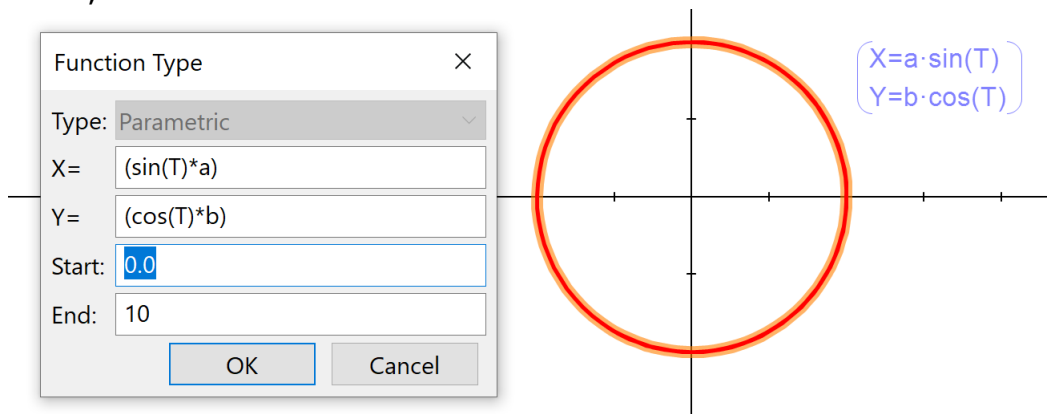 Function Type
Type: Parametric
X= (sin(T)*a)
Y= (cos(T)*b)
Start: 0.0
End: 10
OK Cancel
X=a·sin(T)
Y=b·cos(T)